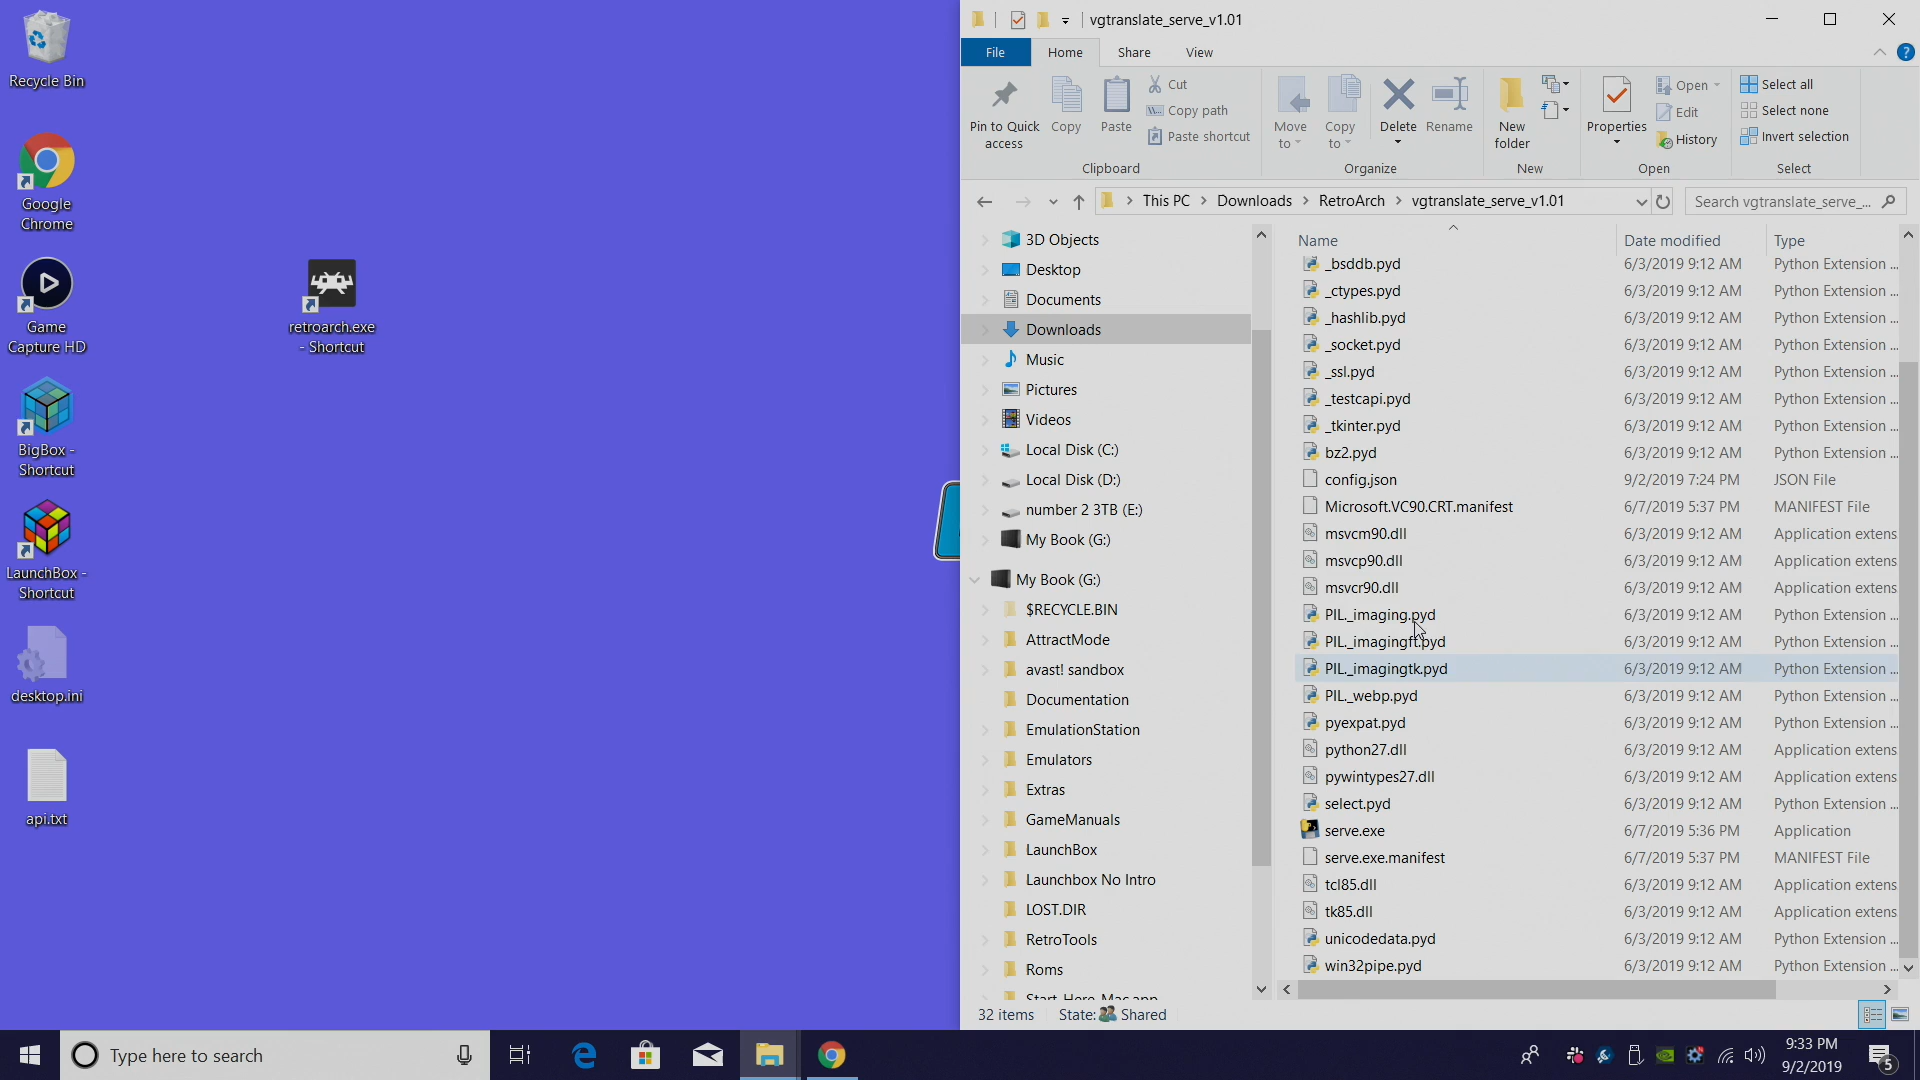 Recycle Bin
Google
Chrome
Game
Capture HD
BigBox -
Shortcut
LaunchBox -
Shortcut
desktop.ini
api.txt
retroarch.exe
- Shortcut
vgtranslate_serve_v1.01
File
Home
Share
View
Pin to Quick
access
Copy
Paste
Cut
Copy path
Paste shortcut
Clipboard
Move
to
Copy
to
Delete
Rename
Organize
New
folder
New
Properties
Open
Edit
History
Open
Select all
Select none
Invert selection
Select
This PC > Downloads > RetroArch > vgtranslate_serve_v1.01
Search vgtranslate_serve_...
3D Objects
Desktop
Documents
Downloads
Music
Pictures
Videos
Local Disk (C:)
Local Disk (D:)
number 2 3TB (E:)
My Book (G:)
My Book (G:)
$RECYCLE.BIN
AttractMode
avast! sandbox
Documentation
EmulationStation
Emulators
Extras
GameManuals
LaunchBox
Launchbox No Intro
LOST.DIR
RetroTools
Roms
Start_Here_Mac.app
Name Date modified Type
_bsddb.pyd 6/3/2019 9:12 AM Python Extension ...
_ctypes.pyd 6/3/2019 9:12 AM Python Extension ...
_hashlib.pyd 6/3/2019 9:12 AM Python Extension ...
_socket.pyd 6/3/2019 9:12 AM Python Extension ...
_ssl.pyd 6/3/2019 9:12 AM Python Extension ...
_testcapi.pyd 6/3/2019 9:12 AM Python Extension ...
_tkinter.pyd 6/3/2019 9:12 AM Python Extension ...
bz2.pyd 6/3/2019 9:12 AM Python Extension ...
config.json 9/2/2019 7:24 PM JSON File
Microsoft.VC90.CRT.manifest 6/7/2019 5:37 PM MANIFEST File
msvcm90.dll 6/3/2019 9:12 AM Application extens
msvcp90.dll 6/3/2019 9:12 AM Application extens
msvcr90.dll 6/3/2019 9:12 AM Application extens
PIL._imaging.pyd 6/3/2019 9:12 AM Python Extension ...
PIL._imagingft.pyd 6/3/2019 9:12 AM Python Extension ...
PIL._imagingtk.pyd 6/3/2019 9:12 AM Python Extension ...
PIL._webp.pyd 6/3/2019 9:12 AM Python Extension ...
pyexpat.pyd 6/3/2019 9:12 AM Python Extension ...
python27.dll 6/3/2019 9:12 AM Application extens
pywintypes27.dll 6/3/2019 9:12 AM Application extens
select.pyd 6/3/2019 9:12 AM Python Extension ...
serve.exe 6/7/2019 5:36 PM Application
serve.exe.manifest 6/7/2019 5:37 PM MANIFEST File
tcl85.dll 6/3/2019 9:12 AM Application extens
tk85.dll 6/3/2019 9:12 AM Application extens
unicodedata.pyd 6/3/2019 9:12 AM Python Extension ...
win32pipe.pyd 6/3/2019 9:12 AM Python Extension ...
32 items State: Shared
Type here to search
9:33 PM
9/2/2019
5